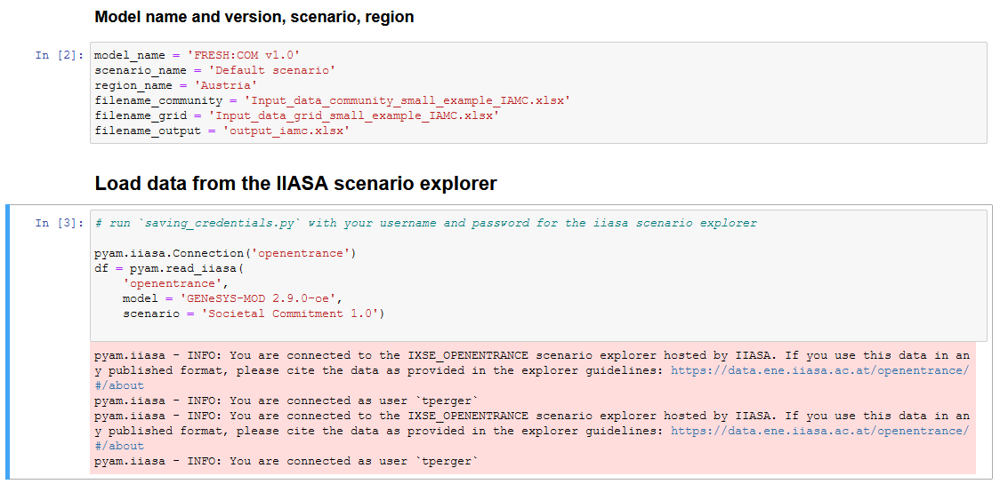 Model name and version, scenario, region
In [2]: model_name = 'FRESH:COM v1.0'
scenario_name = 'Default scenario'
region_name = 'Austria'
filename_community = 'Input_data_community_small_example_IAMC.xlsx'
filename_grid = 'Input_data_grid_small_example_IAMC.xlsx'
filename_output = 'output_iamc.xlsx'
Load data from the IIASA scenario explorer
In [3]: # run `saving_credentials.py` with your username and password for the iiasa scenario explorer
pyam.iiasa.Connection('openentrance')
df = pyam.read_iiasa(
'openentrance',
model = 'GENeSYS-MOD 2.9.0-oe',
scenario = 'Societal Commitment 1.0')
pyam.iiasa - INFO: You are connected to the IXSE_OPENENTRANCE scenario explorer hosted by IIASA. If you use this data in an
y published format, please cite the data as provided in the explorer guidelines: https://data.ene.iiasa.ac.at/openentrance/
#/about
pyam.iiasa - INFO: You are connected as user `tperger`
pyam.iiasa - INFO: You are connected to the IXSE_OPENENTRANCE scenario explorer hosted by IIASA. If you use this data in an
y published format, please cite the data as provided in the explorer guidelines: https://data.ene.iiasa.ac.at/openentrance/
#/about
pyam.iiasa - INFO: You are connected as user `tperger`